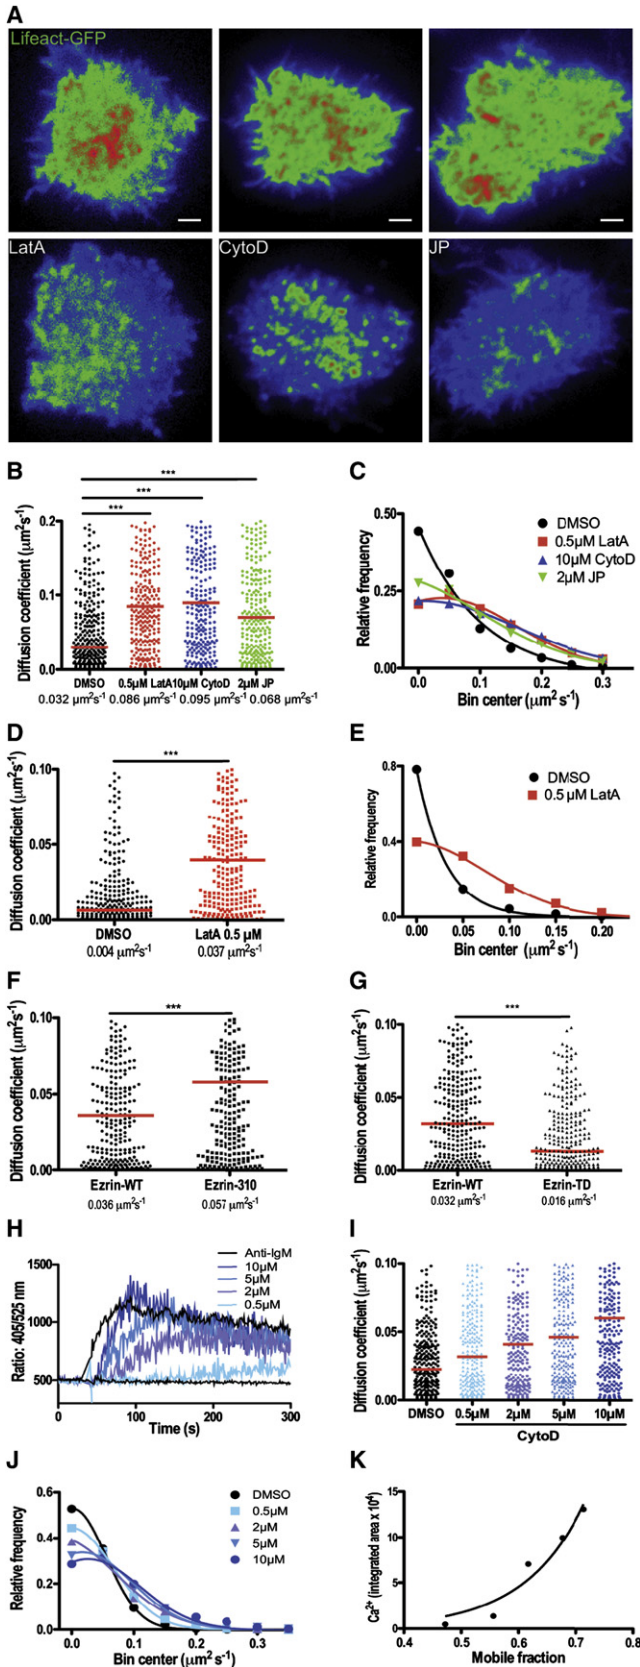 A
Lifeact-GFP
LatA
CytoD
JP
B
Diffusion coefficient (μm²s⁻¹)
0.2
0.1
0.0
***
***
***
DMSO 0.5μM LatA 10μM CytoD 2μM JP
0.032 μm²s⁻¹ 0.086 μm²s⁻¹ 0.095 μm²s⁻¹ 0.068 μm²s⁻¹
C
Relative frequency
0.50
0.25
0.00
DMSO
0.5μM LatA
10μM CytoD
2μM JP
0.0 0.1 0.2 0.3
Bin center (μm²s⁻¹)
D
Diffusion coefficient (μm²s⁻¹)
0.10
0.05
0.00
***
DMSO LatA 0.5 μM
0.004 μm²s⁻¹ 0.037 μm²s⁻¹
E
Relative frequency
0.8
0.4
0.0
DMSO
0.5 μM LatA
0.00 0.05 0.10 0.15 0.20
Bin center (μm²s⁻¹)
F
Diffusion coefficient (μm²s⁻¹)
0.10
0.05
0.00
***
Ezrin-WT Ezrin-310
0.036 μm²s⁻¹ 0.057 μm²s⁻¹
G
Diffusion coefficient (μm²s⁻¹)
0.10
0.05
0.00
***
Ezrin-WT Ezrin-TD
0.032 μm²s⁻¹ 0.016 μm²s⁻¹
H
Ratio: 405/525 nm
1500
1000
500
Anti-IgM
10μM
5μM
2μM
0.5μM
0 100 200 300
Time (s)
I
Diffusion coefficient (μm²s⁻¹)
0.10
0.05
0.00
DMSO 0.5μM 2μM 5μM 10μM
CytoD
J
Relative frequency
0.6
0.4
0.2
0.0
DMSO
0.5μM
2μM
5μM
10μM
0.0 0.1 0.2 0.3
Bin center (μm²s⁻¹)
K
Ca²⁺ (integrated area x 10⁴)
15
10
5
0
0.4 0.5 0.6 0.7 0.8
Mobile fraction